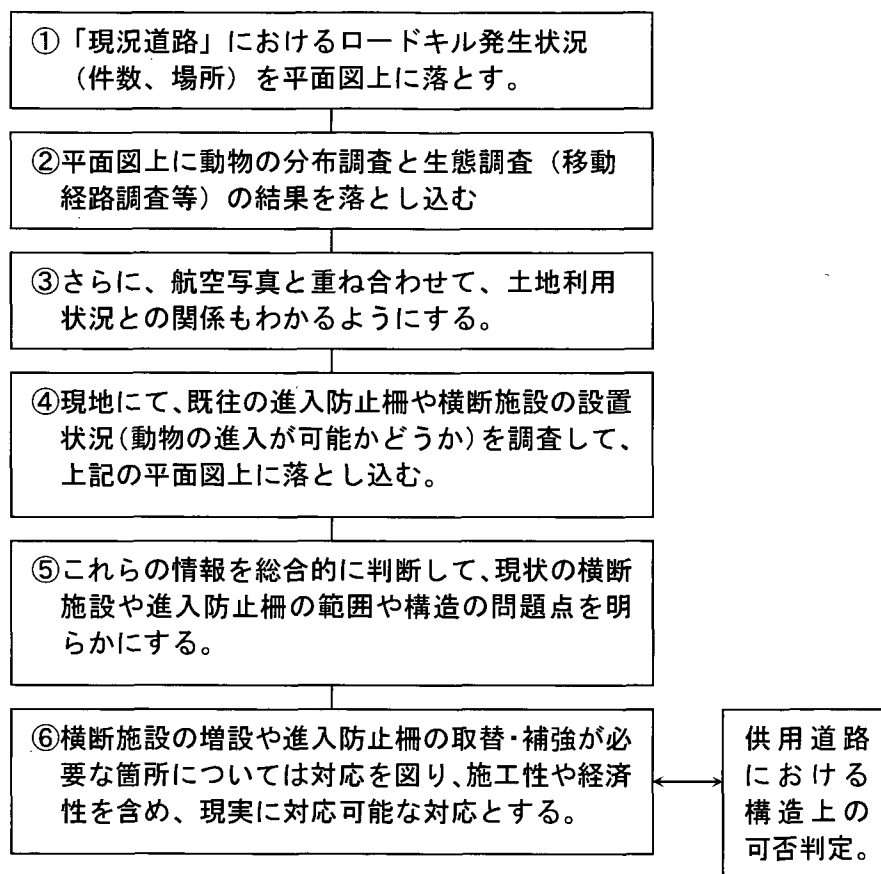 ①「現況道路」におけるロードキル発生状況
（件数、場所）を平面図上に落とす。
②平面図上に動物の分布調査と生態調査（移動
経路調査等）の結果を落とし込む
③さらに、航空写真と重ね合わせて、土地利用
状況との関係もわかるようにする。
④現地にて、既往の進入防止柵や横断施設の設置
状況(動物の進入が可能かどうか)を調査して、
上記の平面図上に落とし込む。
⑤これらの情報を総合的に判断して、現状の横断
施設や進入防止柵の範囲や構造の問題点を明
らかにする。
⑥横断施設の増設や進入防止柵の取替・補強が必
要な箇所については対応を図り、施工性や経済
性を含め、現実に対応可能な対応とする。
供用道路
における
構造上の
可否判定。